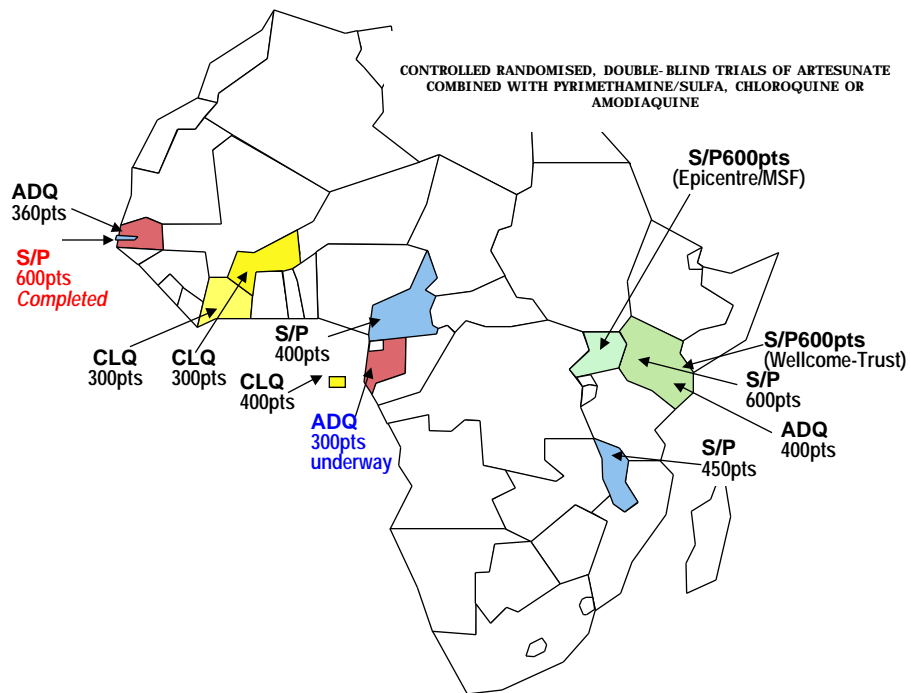 CONTROLLED RANDOMISED, DOUBLE-BLIND TRIALS OF ARTESUNATE
COMBINED WITH PYRIMETHAMINE/SULFA, CHLOROQUINE OR
AMODIAQUINE
S/P600pts
(Epicentre/MSF)
ADQ
360pts
S/P
600pts
Completed
CLQ
300pts
CLQ
300pts
S/P
400pts
CLQ
400pts
ADQ
300pts
underway
S/P600pts
(Wellcome-Trust)
S/P
600pts
ADQ
400pts
S/P
450pts